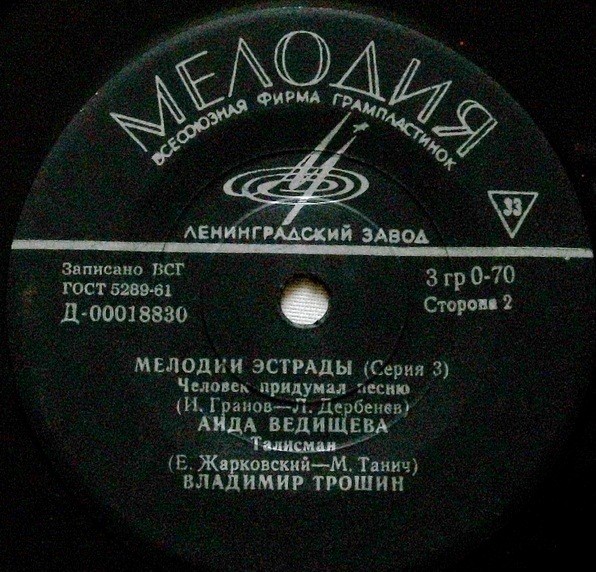 МЕЛОДИЯ
ВСЕСОЮЗНАЯ ФИРМА ГРАМПЛАСТИНОК
33
ЛЕНИНГРАДСКИЙ ЗАВОД
Записано ВСГ
ГОСТ 5289-61
Д-00018830
3 гр 0-70
Сторона 2
МЕЛОДИИ ЭСТРАДЫ (Серия 3)
Человек придумал песню
(И. Гранов—Л. Дербенев)
АИДА ВЕДИЩЕВА
Талисман
(Е. Жарковский—М. Танич)
ВЛАДИМИР ТРОШИН